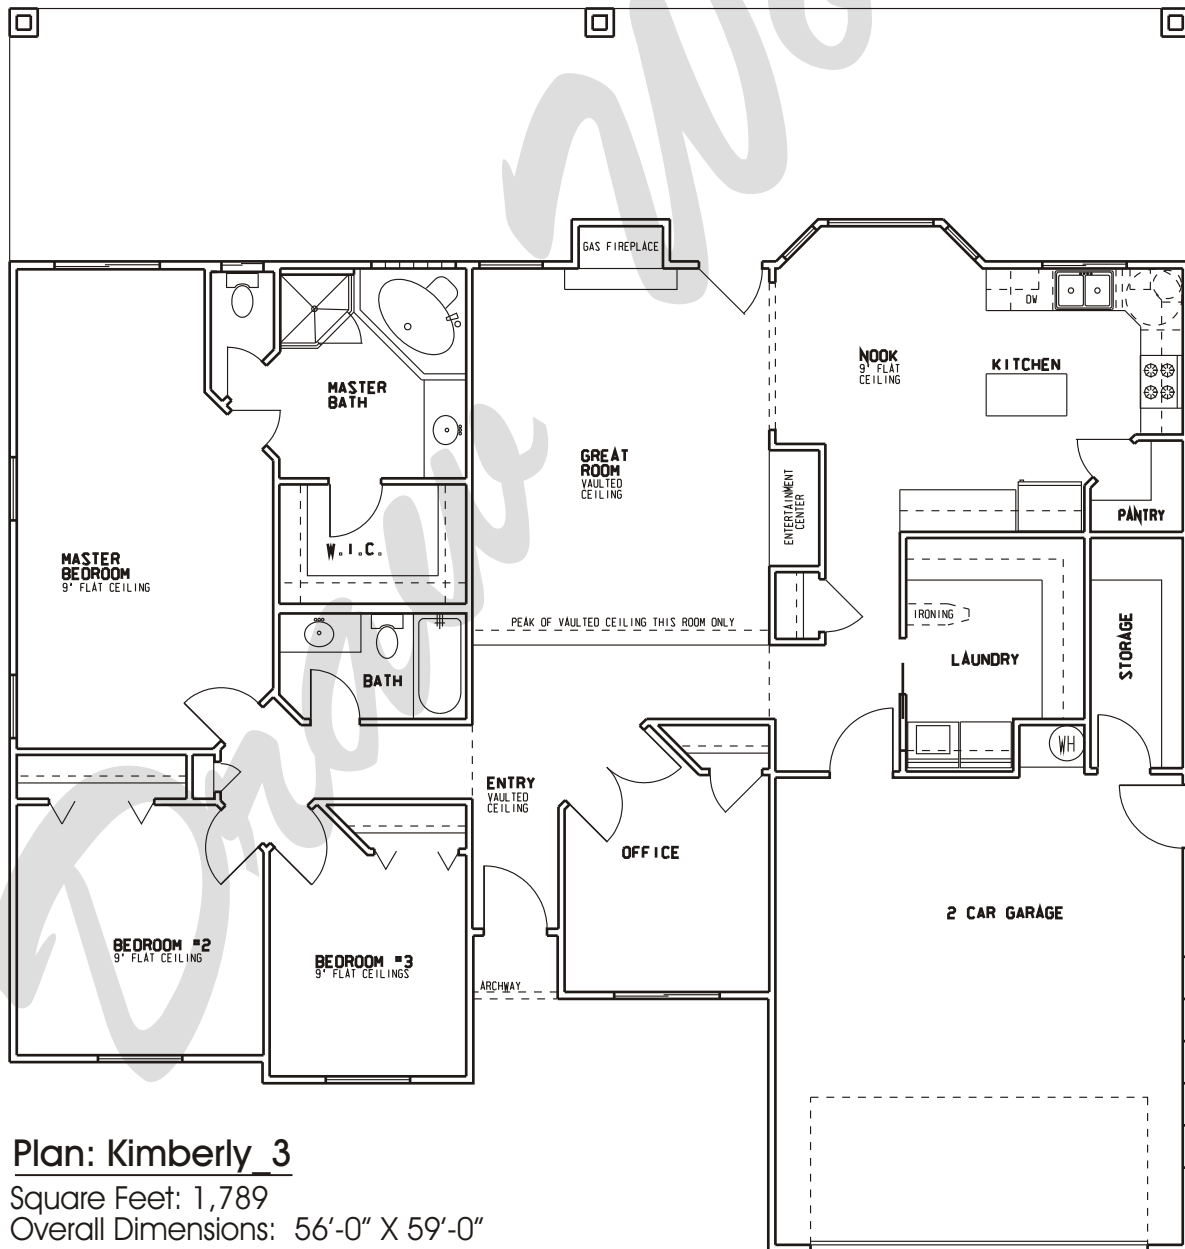 GAS FIREPLACE
DW
NOOK
9' FLAT
CEILING
KITCHEN
MASTER
BATH
GREAT
ROOM
VAULTED
CEILING
ENTERTAINMENT
CENTER
PANTRY
W.I.C.
MASTER
BEDROOM
9' FLAT CEILING
PEAK OF VAULTED CEILING THIS ROOM ONLY
IRONING
LAUNDRY
STORAGE
BATH
WH
ENTRY
VAULTED
CEILING
OFFICE
2 CAR GARAGE
BEDROOM #2
9' FLAT CEILING
BEDROOM #3
9' FLAT CEILINGS
ARCHWAY
Plan: Kimberly_3
Square Feet: 1,789
Overall Dimensions: 56'-0" X 59'-0"
Draw Wo